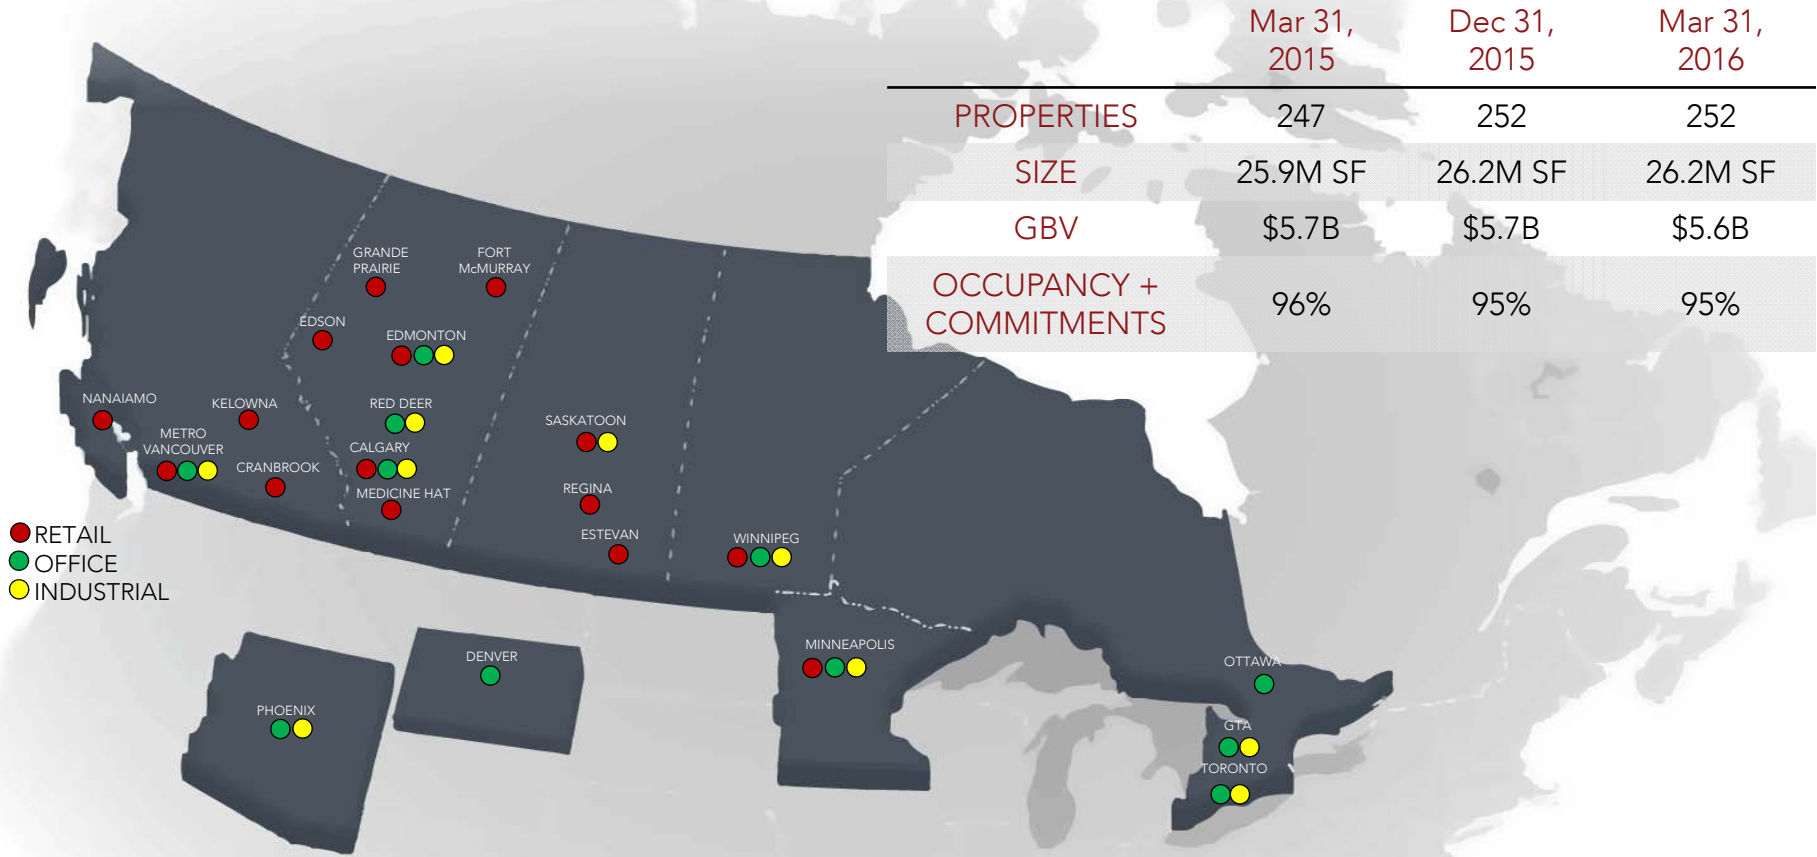 Mar 31, Dec 31, Mar 31,
2015 2015 2016
PROPERTIES 247 252 252
SIZE 25.9M SF 26.2M SF 26.2M SF
GBV $5.7B $5.7B $5.6B
OCCUPANCY +
COMMITMENTS 96% 95% 95%
GRANDE
PRAIRIE
FORT
McMURRAY
EDSON
EDMONTON
NANAIAMO
KELOWNA
RED DEER
METRO
VANCOUVER
CALGARY
CRANBROOK
MEDICINE HAT
SASKATOON
REGINA
ESTEVAN
WINNIPEG
RETAIL
OFFICE
INDUSTRIAL
PHOENIX
DENVER
MINNEAPOLIS
OTTAWA
GTA
TORONTO